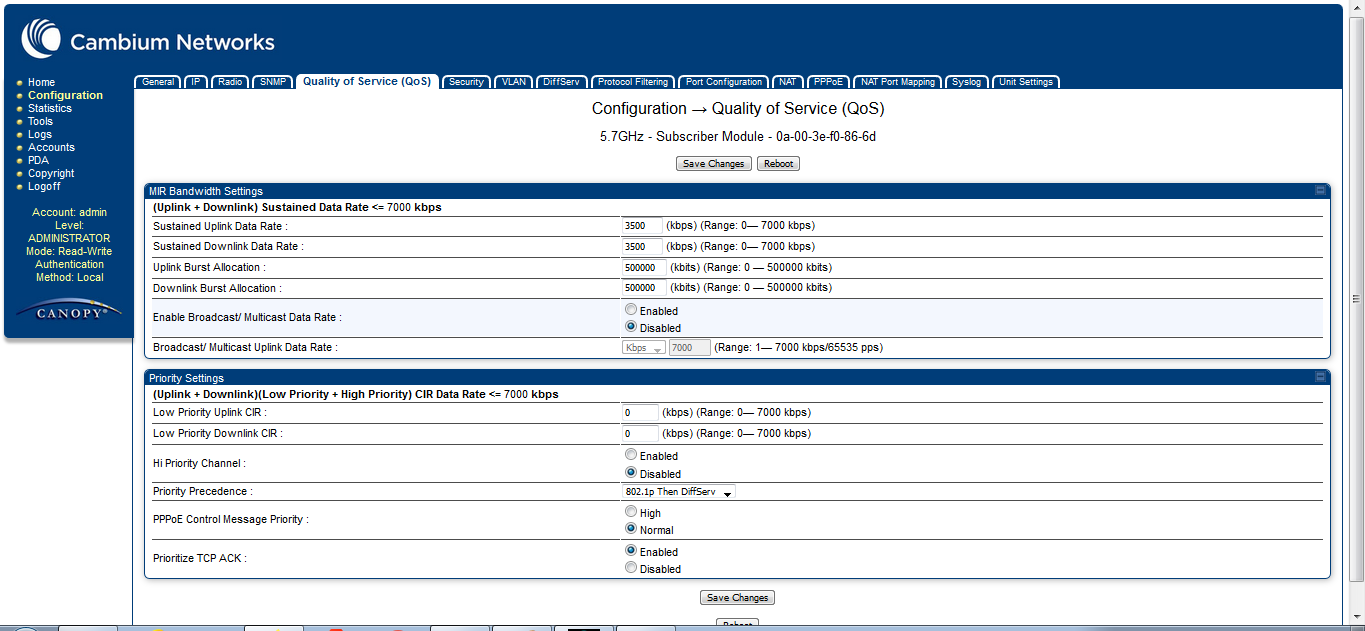 Cambium Networks
Home
Configuration
Statistics
Tools
Logs
Accounts
PDA
Copyright
Logoff
Account: admin
Level:
ADMINISTRATOR
Mode: Read-Write
Authentication
Method: Local
CANOPY®
General IP Radio SNMP Quality of Service (QoS) Security VLAN DiffServ Protocol Filtering Port Configuration NAT PPPoE NAT Port Mapping Syslog Unit Settings
Configuration → Quality of Service (QoS)
5.7GHz - Subscriber Module - 0a-00-3e-f0-86-6d
Save Changes Reboot
MIR Bandwidth Settings
(Uplink + Downlink) Sustained Data Rate <= 7000 kbps
Sustained Uplink Data Rate : 3500 (kbps) (Range: 0— 7000 kbps)
Sustained Downlink Data Rate : 3500 (kbps) (Range: 0— 7000 kbps)
Uplink Burst Allocation : 500000 (kbits) (Range: 0 — 500000 kbits)
Downlink Burst Allocation : 500000 (kbits) (Range: 0 — 500000 kbits)
Enable Broadcast/ Multicast Data Rate : Enabled
Disabled
Broadcast/ Multicast Uplink Data Rate : Kbps 7000 (Range: 1— 7000 kbps/65535 pps)
Priority Settings
(Uplink + Downlink)(Low Priority + High Priority) CIR Data Rate <= 7000 kbps
Low Priority Uplink CIR : 0 (kbps) (Range: 0— 7000 kbps)
Low Priority Downlink CIR : 0 (kbps) (Range: 0— 7000 kbps)
Hi Priority Channel : Enabled
Disabled
Priority Precedence : 802.1p Then DiffServ
PPPoE Control Message Priority : High
Normal
Prioritize TCP ACK : Enabled
Disabled
Save Changes
Reboot